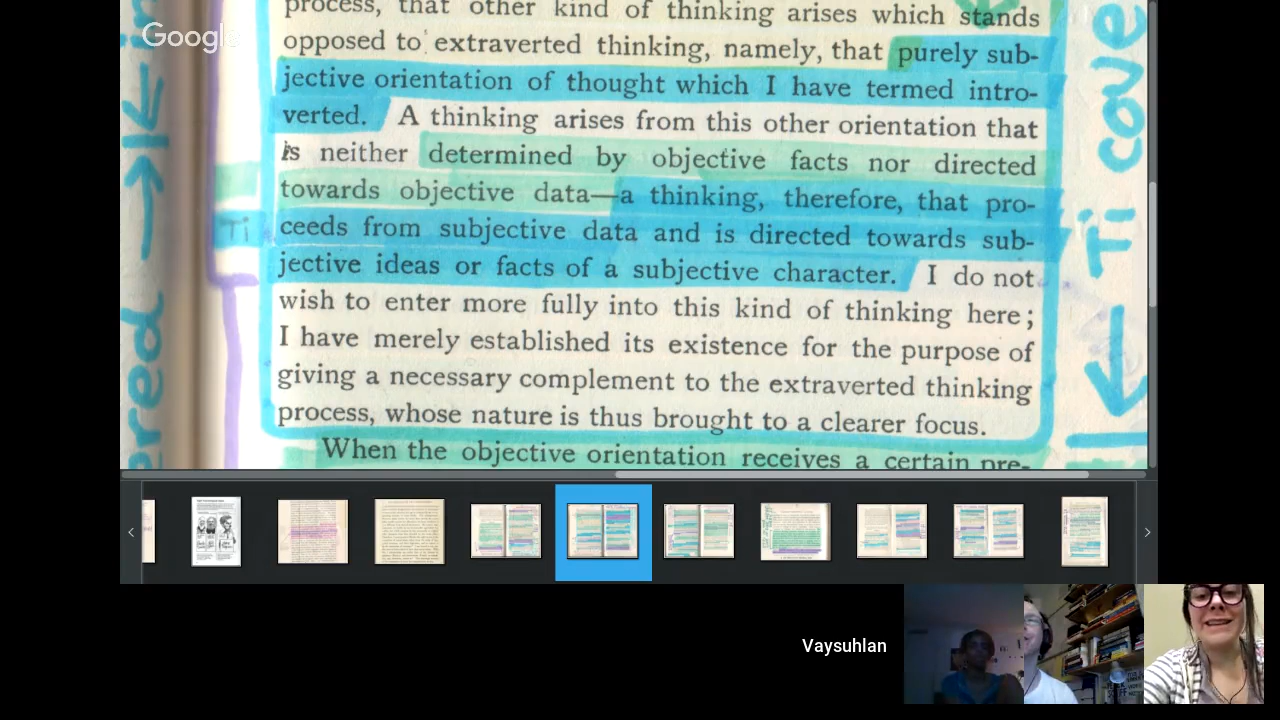 Google
process, that other kind of thinking arises which stands
opposed to extraverted thinking, namely, that purely sub-
jective orientation of thought which I have termed intro-
verted. A thinking arises from this other orientation that
is neither determined by objective facts nor directed
towards objective data—a thinking, therefore, that pro-
ceeds from subjective data and is directed towards sub-
jective ideas or facts of a subjective character. I do not
wish to enter more fully into this kind of thinking here;
I have merely established its existence for the purpose of
giving a necessary complement to the extraverted thinking
process, whose nature is thus brought to a clearer focus.
When the objective orientation receives a certain pre-
Ti
Ti cove
ered
in
Vaysuhlan